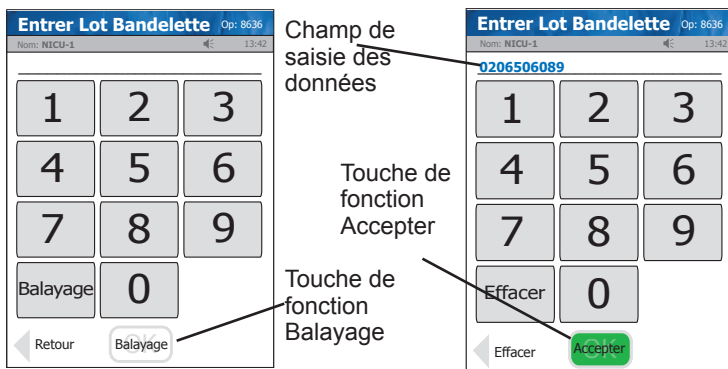 Entrer Lot Bandelette Op: 8636
Nom: NICU-1 13:42
1 2 3
4 5 6
7 8 9
Balayage 0
Retour Balayage OK
Champ de
saisie des
données
Touche de
fonction
Accepter
Touche de
fonction
Balayage
Entrer Lot Bandelette Op: 8636
Nom: NICU-1 13:42
0206506089
1 2 3
4 5 6
7 8 9
Effacer 0
Effacer Accepter OK